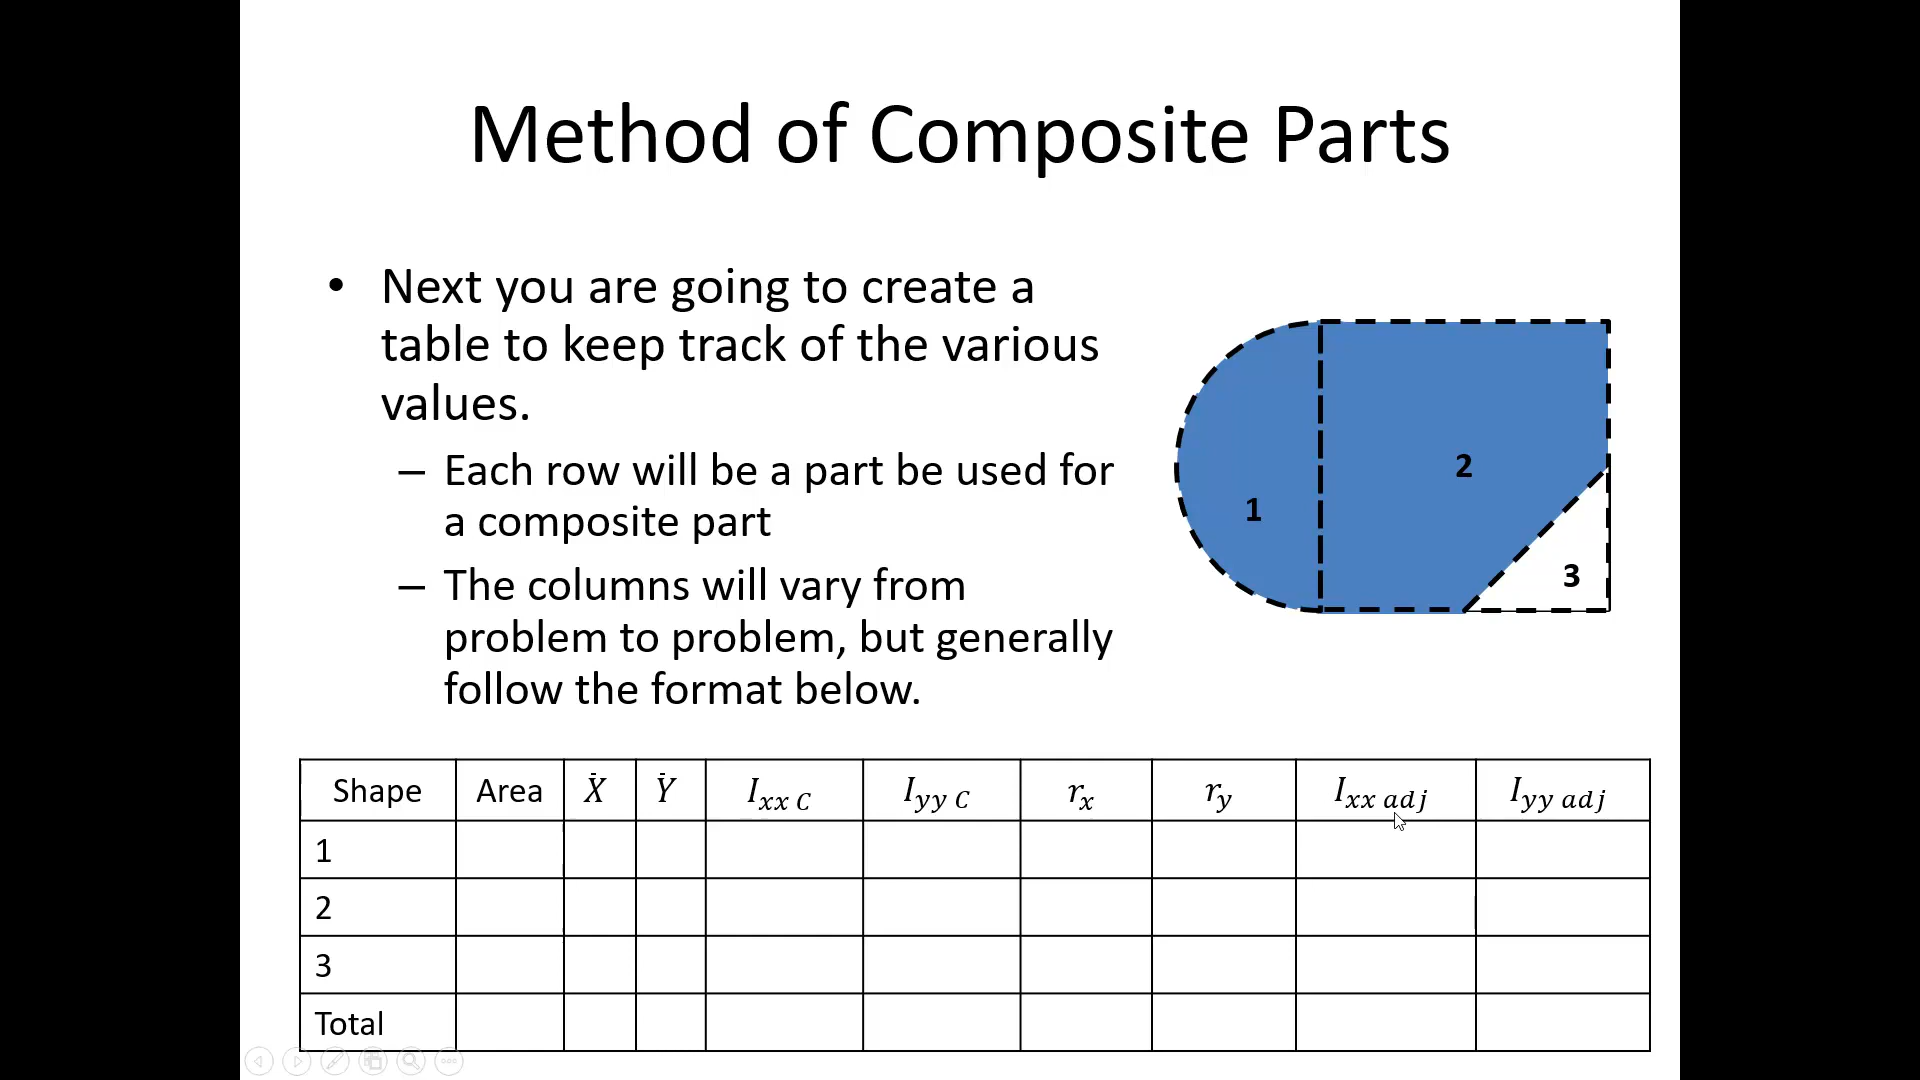 Method of Composite Parts
• Next you are going to create a
table to keep track of the various
values.
– Each row will be a part be used for
a composite part
– The columns will vary from
problem to problem, but generally
follow the format below.
1
2
3
Shape Area X̄ Ȳ I_xx C I_yy C r_x r_y I_xx adj I_yy adj
1
2
3
Total